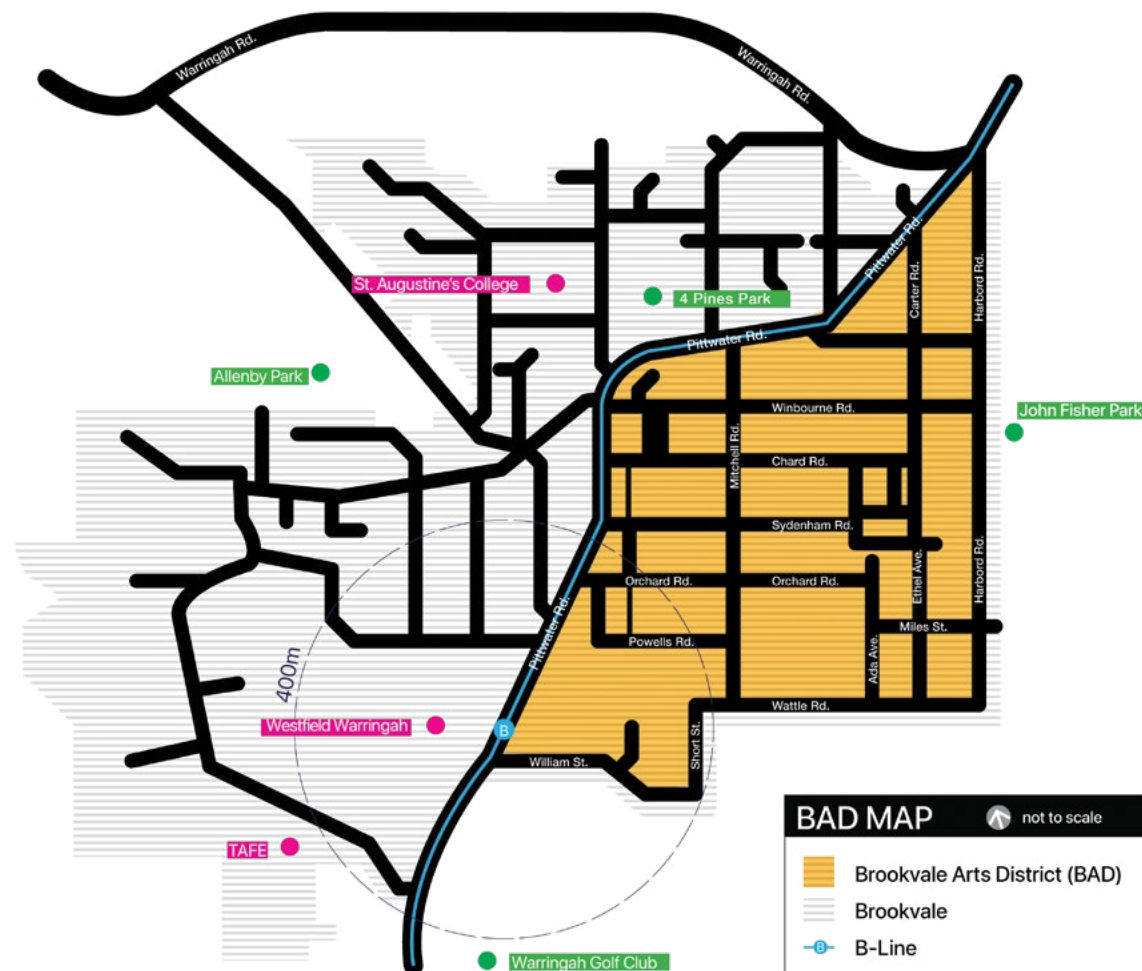 Warringah Rd.
Warringah Rd.
Pittwater Rd.
Carter Rd.
Harbord Rd.
St. Augustine's College
4 Pines Park
Pittwater Rd.
Allenby Park
Winbourne Rd.
John Fisher Park
Mitchell Rd.
Chard Rd.
Sydenham Rd.
Orchard Rd.
Orchard Rd.
Ethel Ave.
Harbord Rd.
Pittwater Rd.
Powells Rd.
Miles St.
Ada Ave.
400m
Wattle Rd.
Westfield Warringah
B
Short St.
William St.
BAD MAP
not to scale
TAFE
Brookvale Arts District (BAD)
Brookvale
B
B-Line
Warringah Golf Club